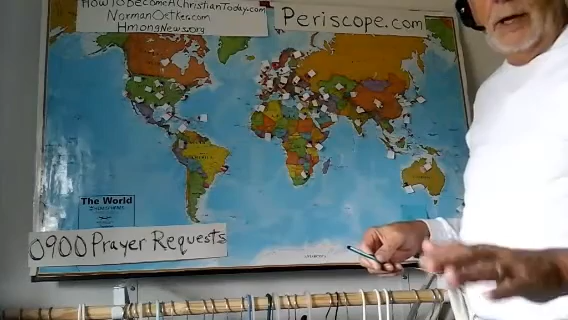 HowToBecomeAChristianToday.com
NormanOetker.com
HmongNews.org
Periscope.com
The World
0900 Prayer Requests